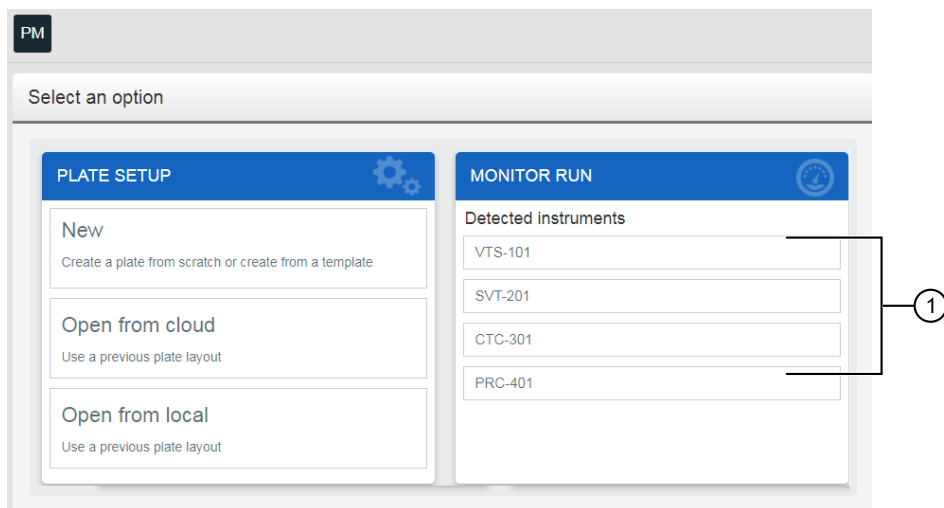 PM
Select an option
PLATE SETUP
New
Create a plate from scratch or create from a template
Open from cloud
Use a previous plate layout
Open from local
Use a previous plate layout
MONITOR RUN
Detected instruments
VTS-101
SVT-201
CTC-301
PRC-401
1